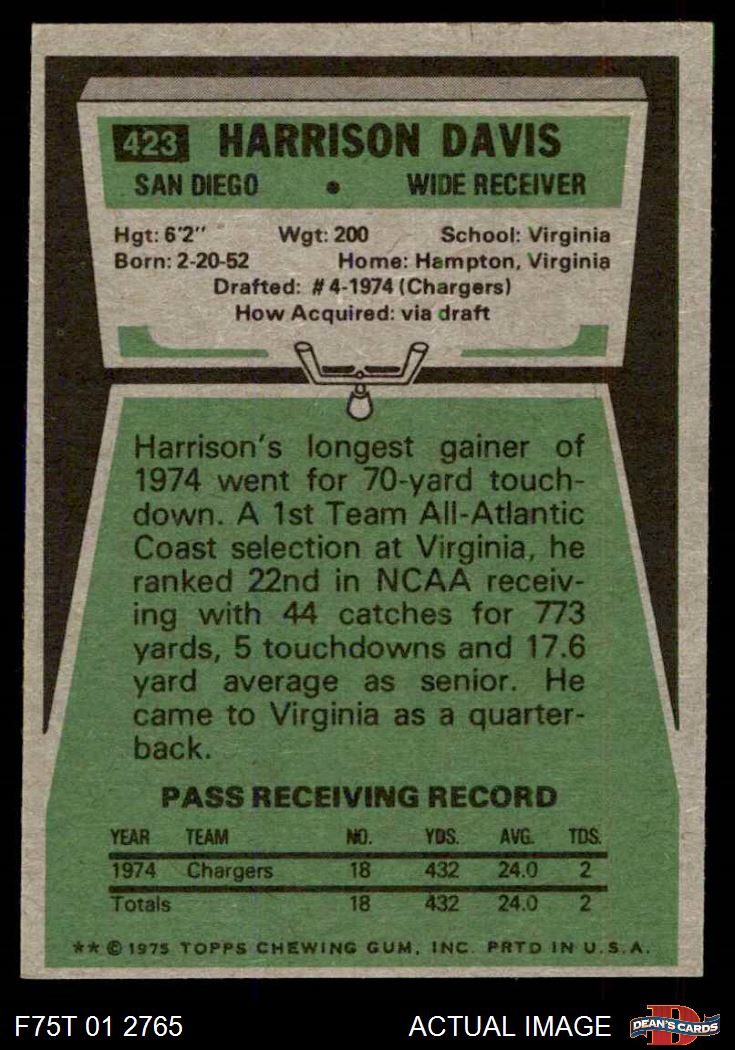 423 HARRISON DAVIS
SAN DIEGO • WIDE RECEIVER
Hgt: 6'2" Wgt: 200 School: Virginia
Born: 2-20-52 Home: Hampton, Virginia
Drafted: #4-1974 (Chargers)
How Acquired: via draft
Harrison's longest gainer of
1974 went for 70-yard touch-
down. A 1st Team All-Atlantic
Coast selection at Virginia, he
ranked 22nd in NCAA receiv-
ing with 44 catches for 773
yards, 5 touchdowns and 17.6
yard average as senior. He
came to Virginia as a quarter-
back.
PASS RECEIVING RECORD
YEAR TEAM NO. YDS. AVG. TDS.
1974 Chargers 18 432 24.0 2
Totals 18 432 24.0 2
** © 1975 TOPPS CHEWING GUM, INC. PRTD IN U.S.A.
F75T 01 2765 ACTUAL IMAGE D DEAN'S CARDS